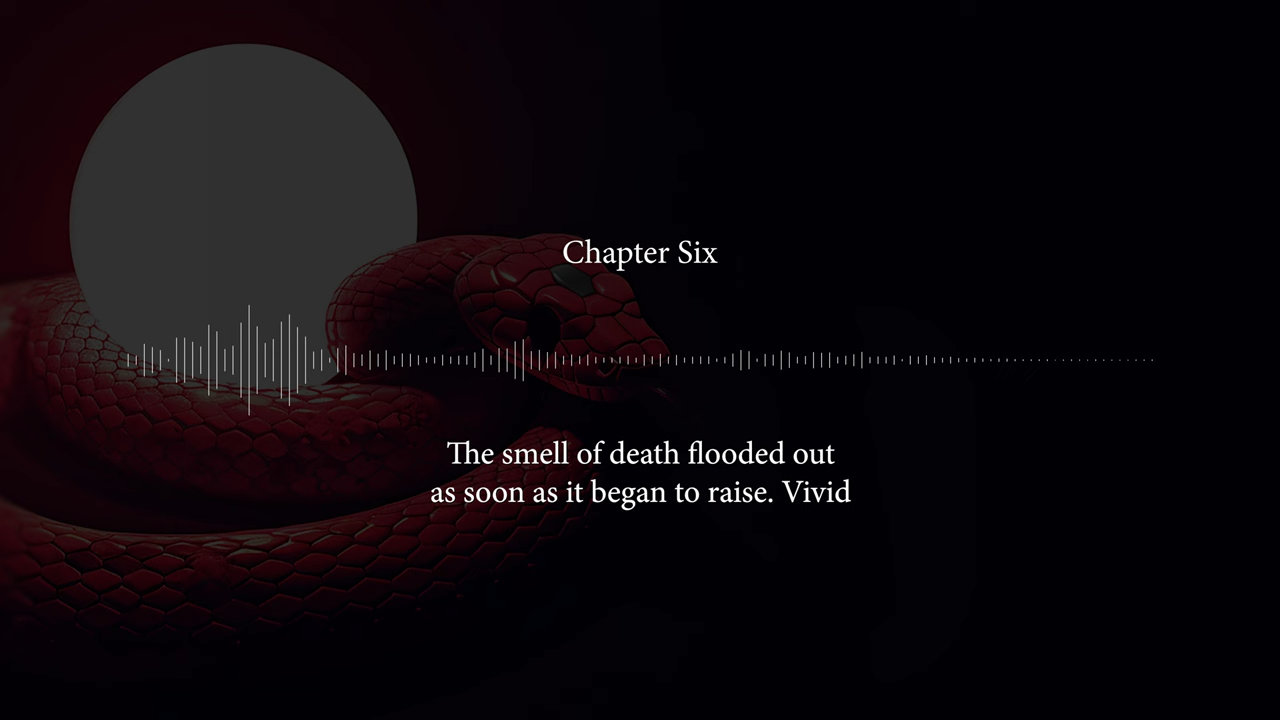 Chapter Six
The smell of death flooded out
as soon as it began to raise. Vivid